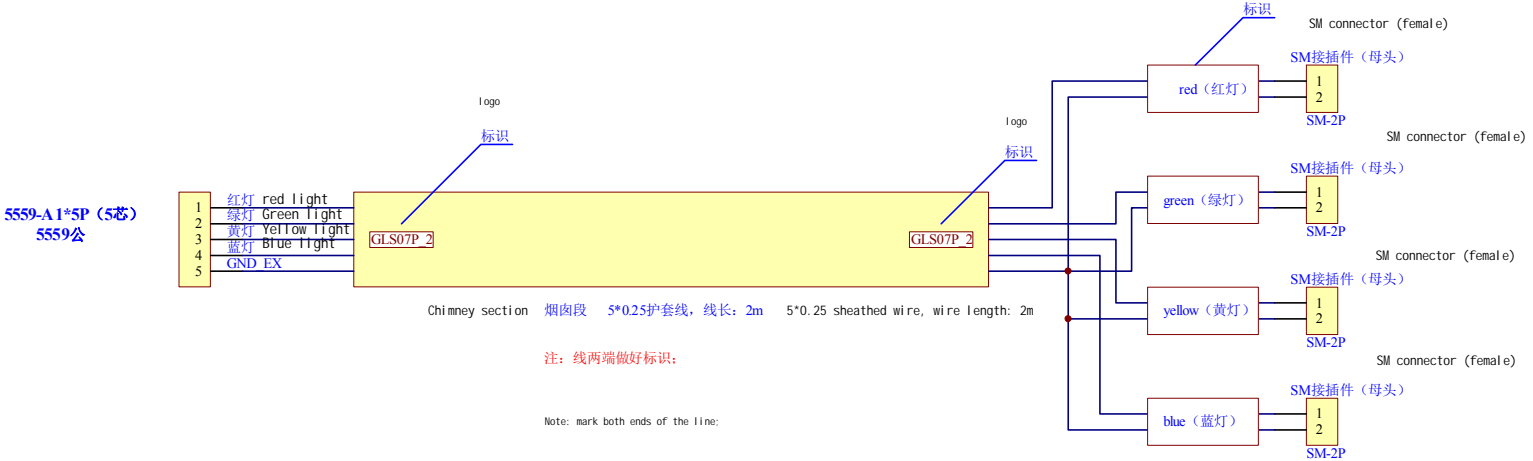 标识
SM connector (female)
SM接插件（母头）
red（红灯）
1
2
SM-2P
logo
标识
logo
标识
SM connector (female)
SM接插件（母头）
green（绿灯）
1
2
SM-2P
5559-A1*5P（5芯）
5559公
1
红灯 red light
2
绿灯 Green light
3
黄灯 Yellow light
4
蓝灯 Blue light
5
GND_EX
GLS07P_2
GLS07P_2
SM connector (female)
SM接插件（母头）
yellow（黄灯）
1
2
SM-2P
Chimney section 烟囱段 5*0.25护套线，线长：2m 5*0.25 sheathed wire, wire length: 2m
注：线两端做好标识；
Note: mark both ends of the line;
SM connector (female)
SM接插件（母头）
blue（蓝灯）
1
2
SM-2P